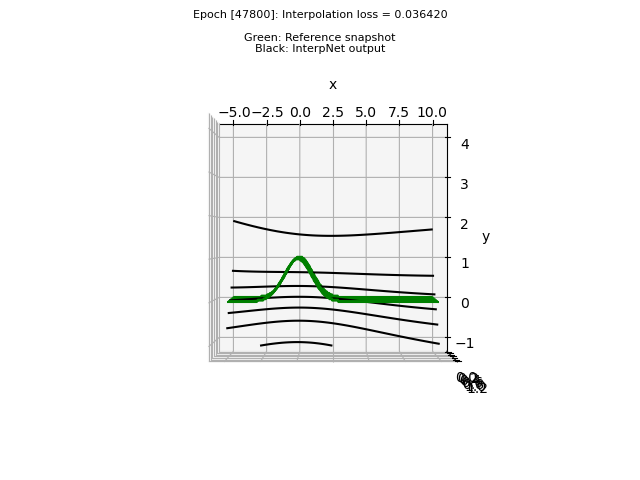 Epoch [47800]: Interpolation loss = 0.036420
Green: Reference snapshot
Black: InterpNet output
x
−5.0 −2.5 0.0 2.5 5.0 7.5 10.0
4
3
2
y
1
0
−1
1.2